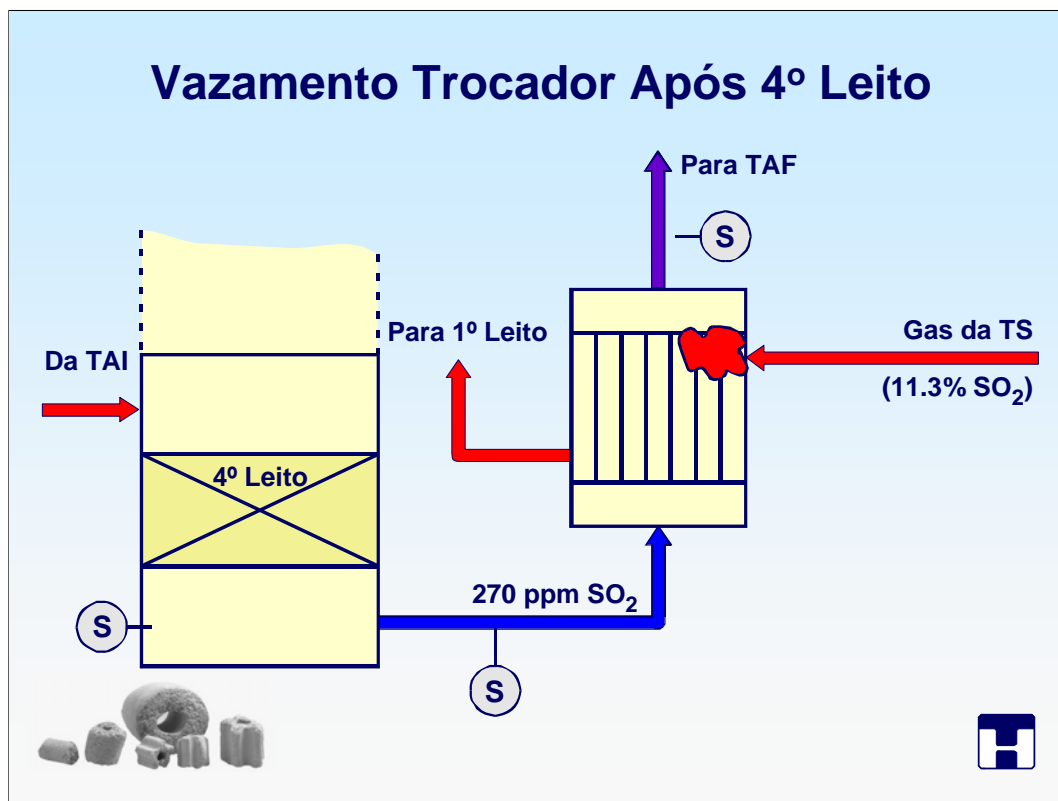 Vazamento Trocador Após 4º Leito
Para TAF
S
Para 1º Leito
Gas da TS
Da TAI
(11.3% SO₂)
4º Leito
270 ppm SO₂
S
S